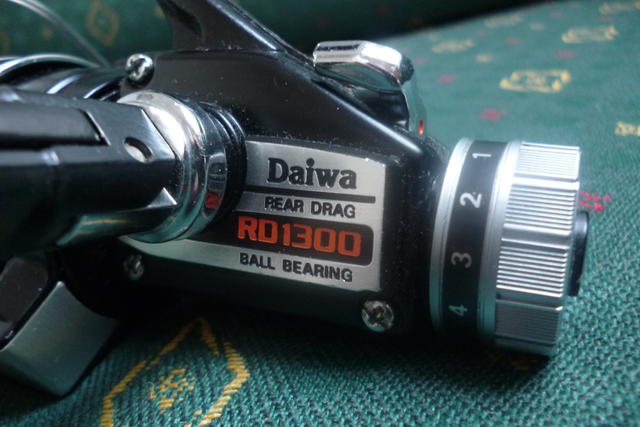 Daiwa
REAR DRAG
RD1300
BALL BEARING
1
2
3
4